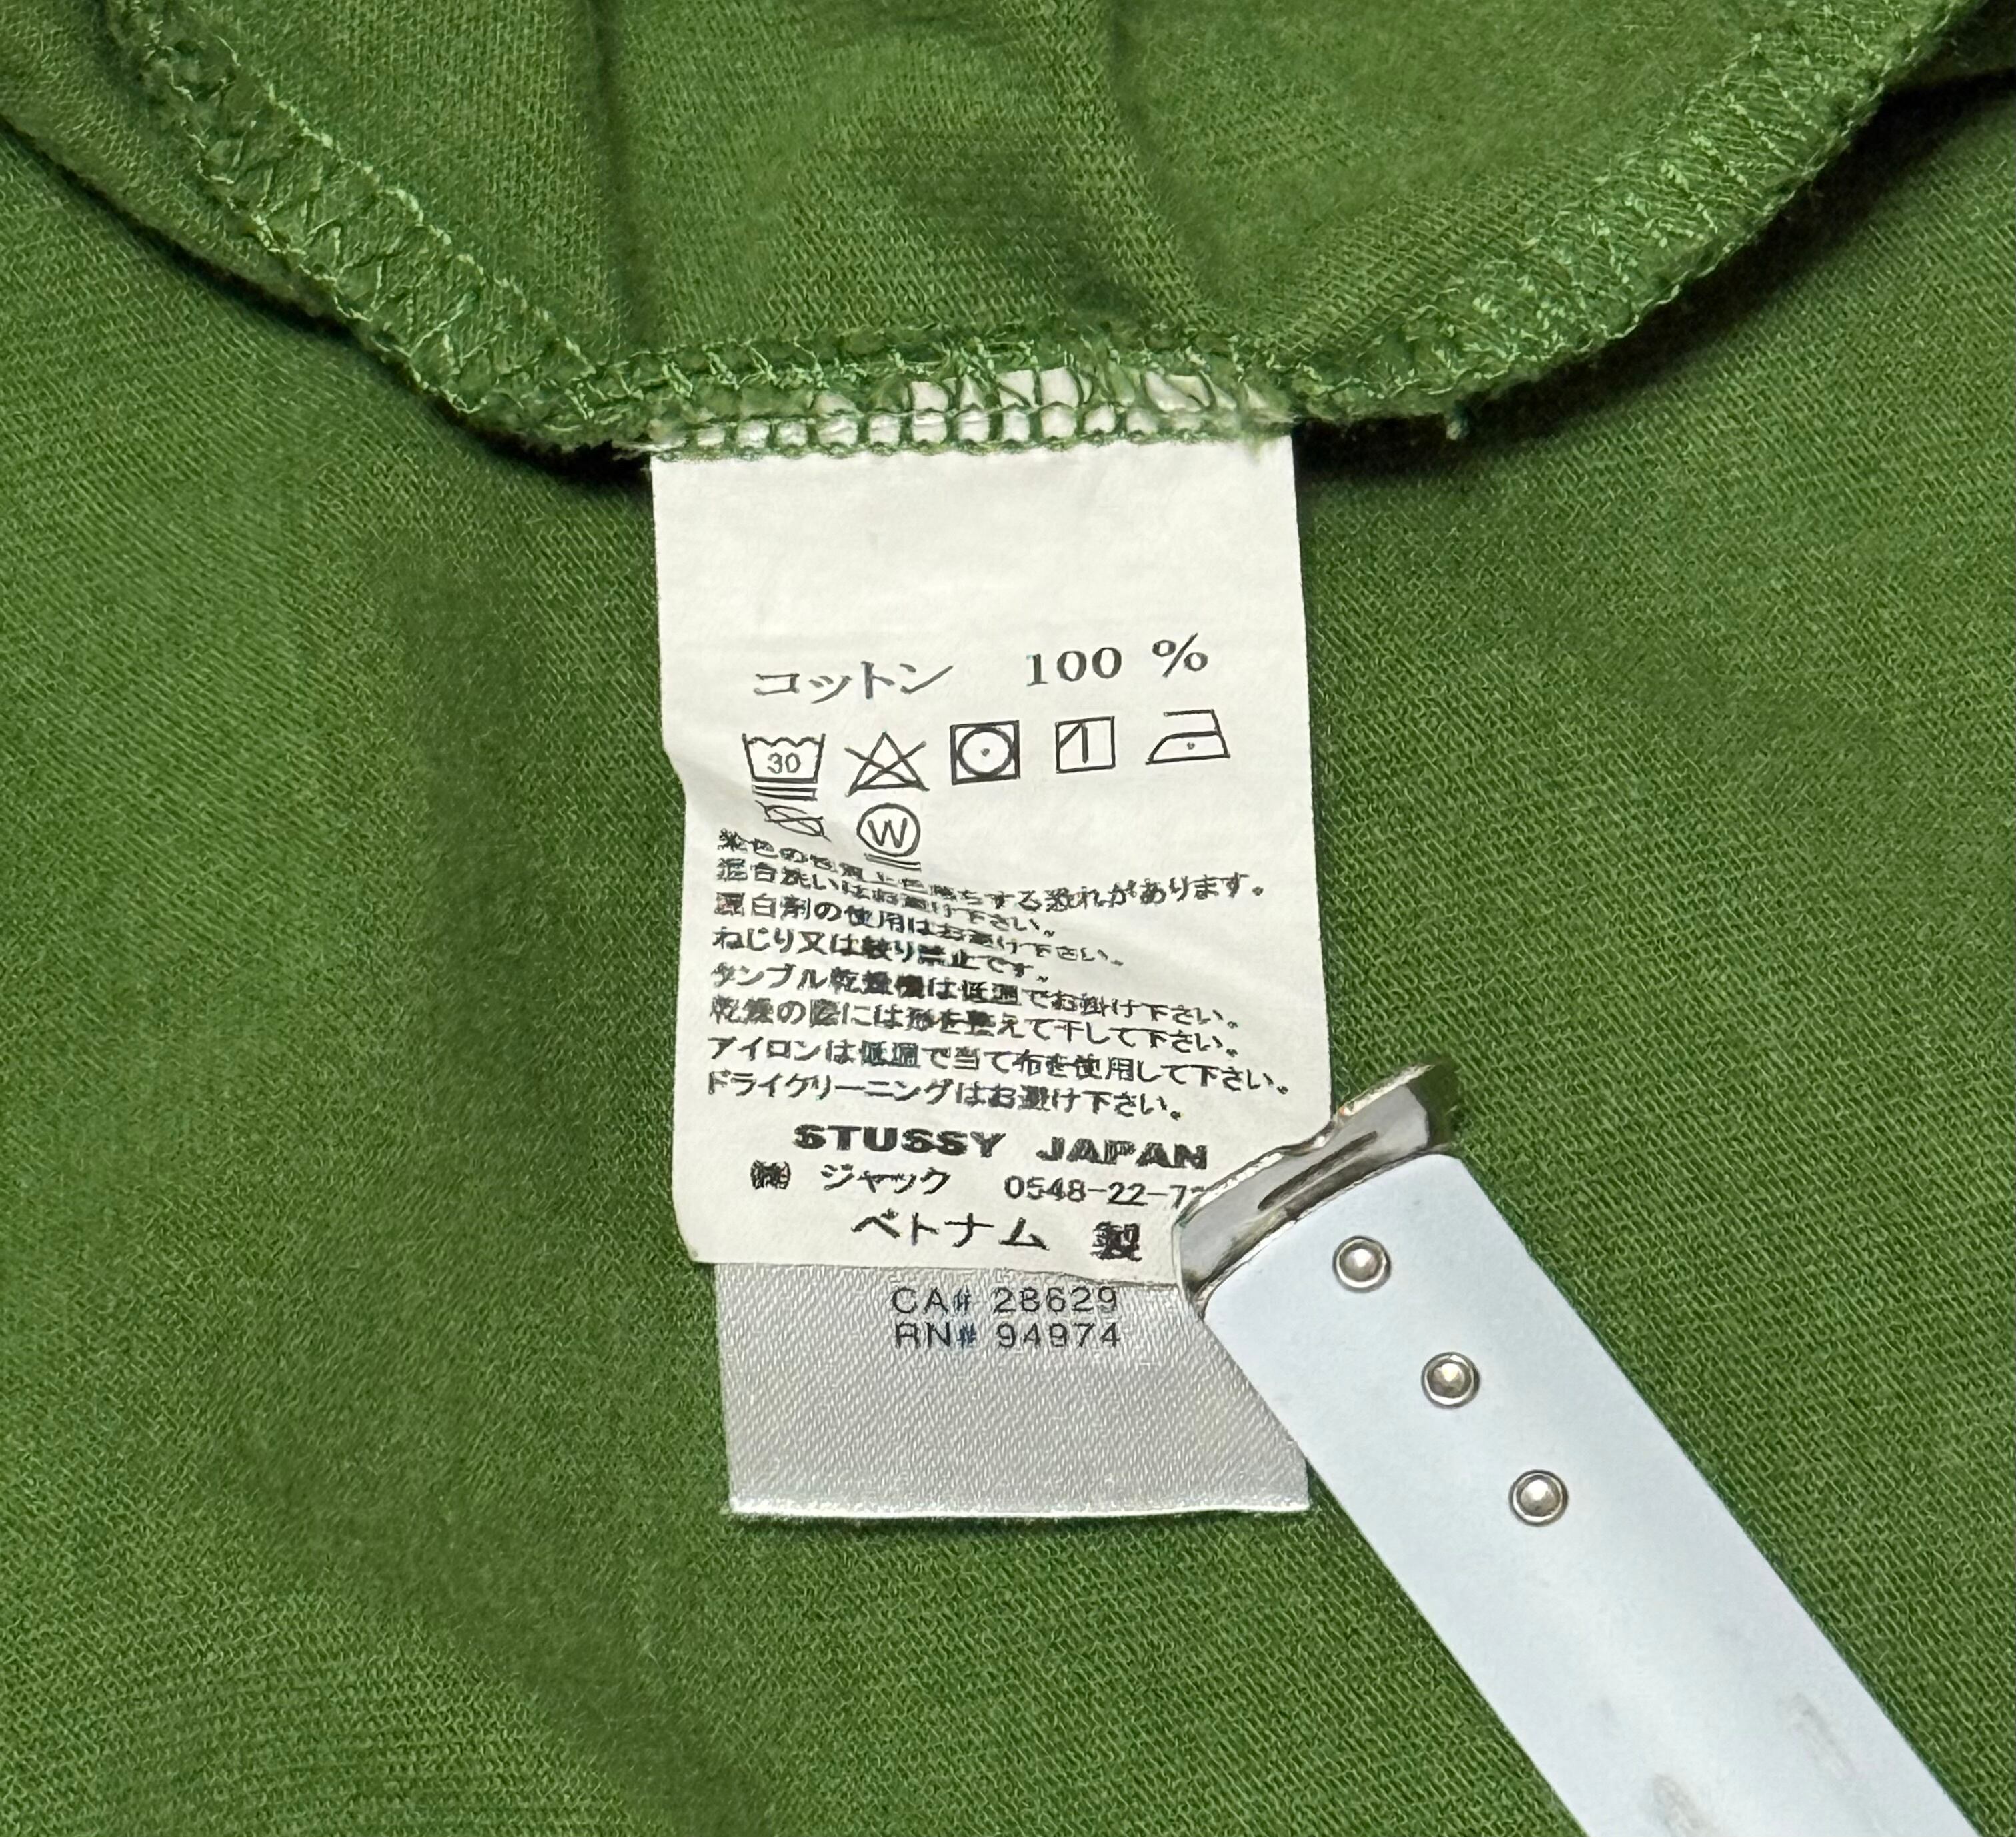 コットン 100 %
30
W
染色の性質上色落ちする恐れがあります。
混合洗いはお避け下さい。
漂白剤の使用はお避け下さい。
ねじり又は絞り禁止です。
タンブル乾燥機は低温でお掛け下さい。
乾燥の際には形を整えて干して下さい。
アイロンは低温で当て布を使用して下さい。
ドライクリーニングはお避け下さい。
STUSSY JAPAN
㈱ ジャック 0548-22-7
ベトナム 製
CA# 28629
RN# 94974